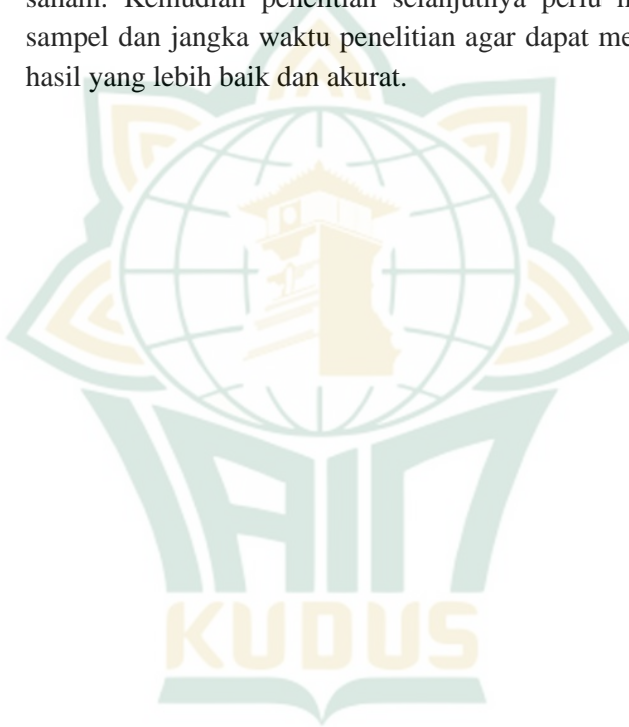 saham. Kemudian penelitian selanjutnya perlu
sampel dan jangka waktu penelitian agar dapat
hasil yang lebih baik dan akurat.
IAIN
KUDUS